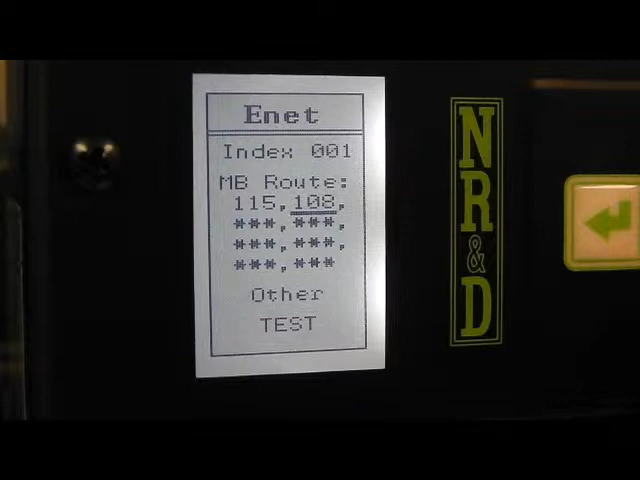 Enet
Index 001
MB Route:
115,108,
***,***,
***,***,
***,***
Other
TEST
NR&D